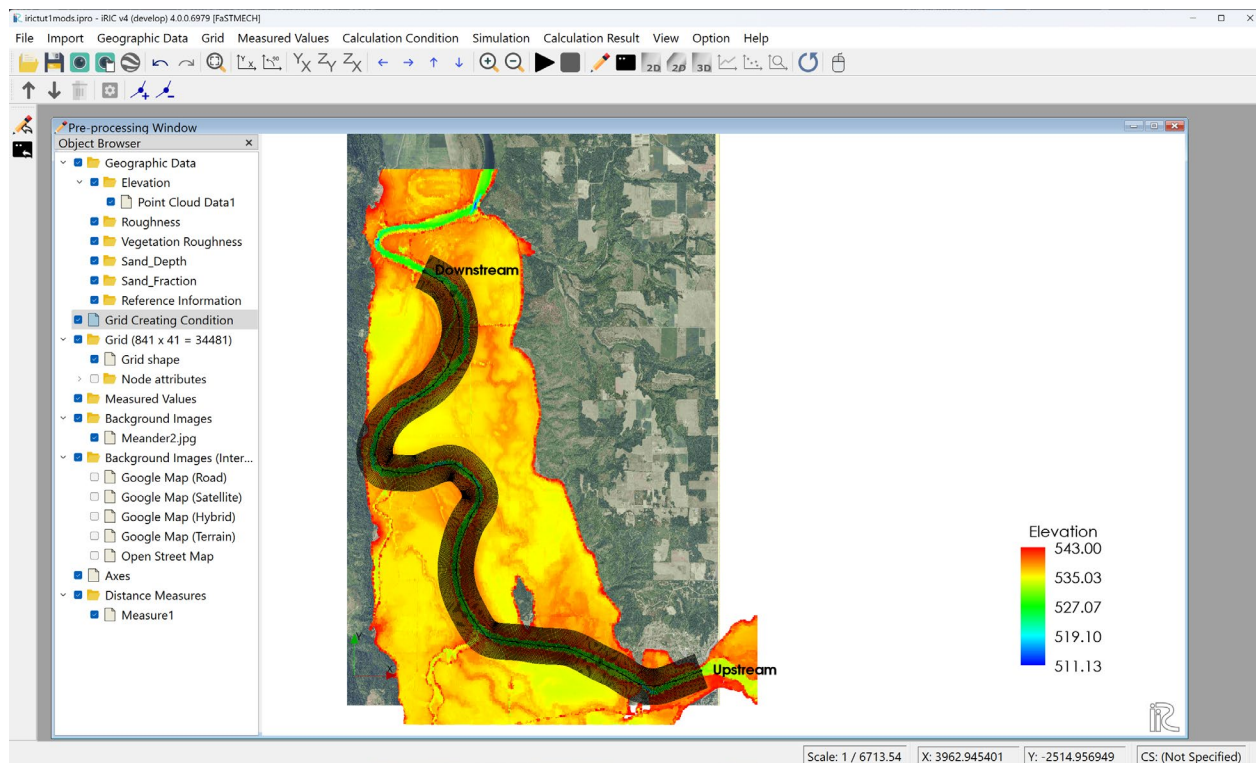 irictut1mods.ipro - iRIC v4 (develop) 4.0.0.6979 [FaSTMECH]
File Import Geographic Data Grid Measured Values Calculation Condition Simulation Calculation Result View Option Help
Pre-processing Window
Object Browser
Geographic Data
Elevation
Point Cloud Data1
Roughness
Vegetation Roughness
Sand_Depth
Sand_Fraction
Reference Information
Grid Creating Condition
Grid (841 x 41 = 34481)
Grid shape
Node attributes
Measured Values
Background Images
Meander2.jpg
Background Images (Inter...
Google Map (Road)
Google Map (Satellite)
Google Map (Hybrid)
Google Map (Terrain)
Open Street Map
Axes
Distance Measures
Measure1
Downstream
Upstream
Y
X
Elevation
543.00
535.03
527.07
519.10
511.13
iR
Scale: 1 / 6713.54 X: 3962.945401 Y: -2514.956949 CS: (Not Specified)